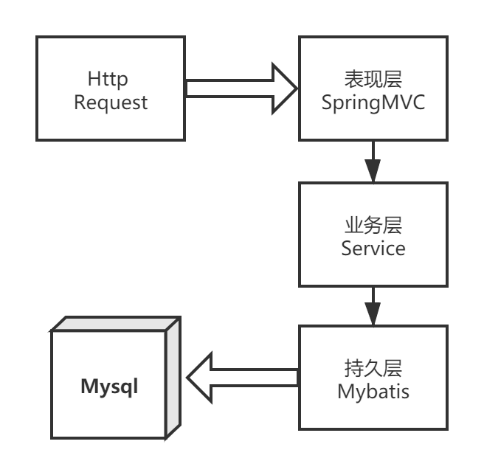 Http
Request
表现层
SpringMVC
业务层
Service
持久层
Mybatis
Mysql